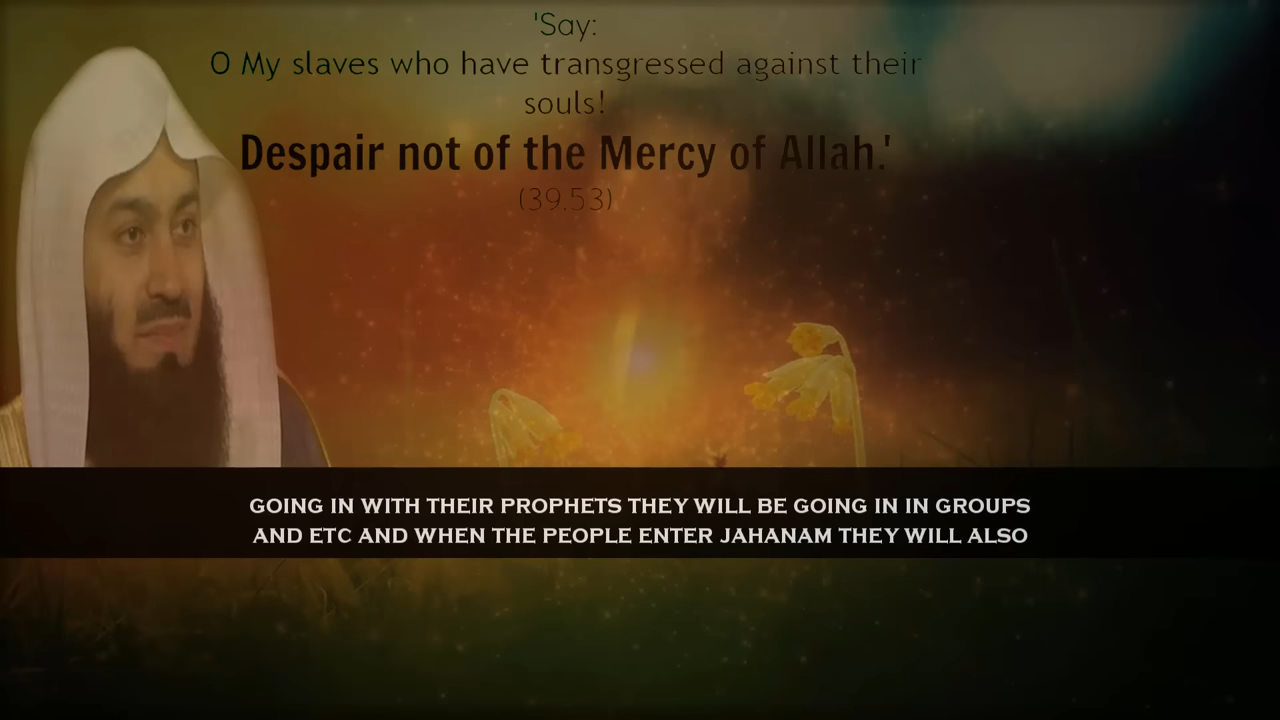 'Say:
O My slaves who have transgressed against their
souls!
Despair not of the Mercy of Allah.'
(39.53)
GOING IN WITH THEIR PROPHETS THEY WILL BE GOING IN IN GROUPS
AND ETC AND WHEN THE PEOPLE ENTER JAHANAM THEY WILL ALSO